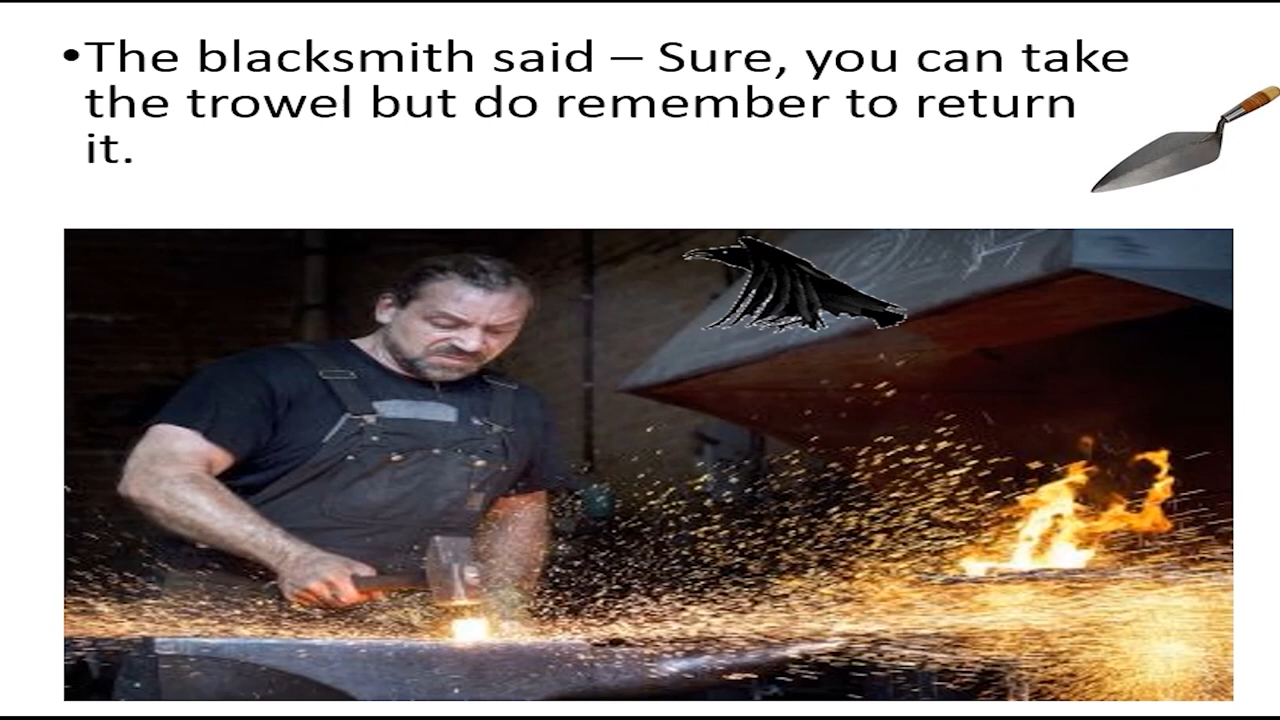 •The blacksmith said – Sure, you can take
the trowel but do remember to return
it.